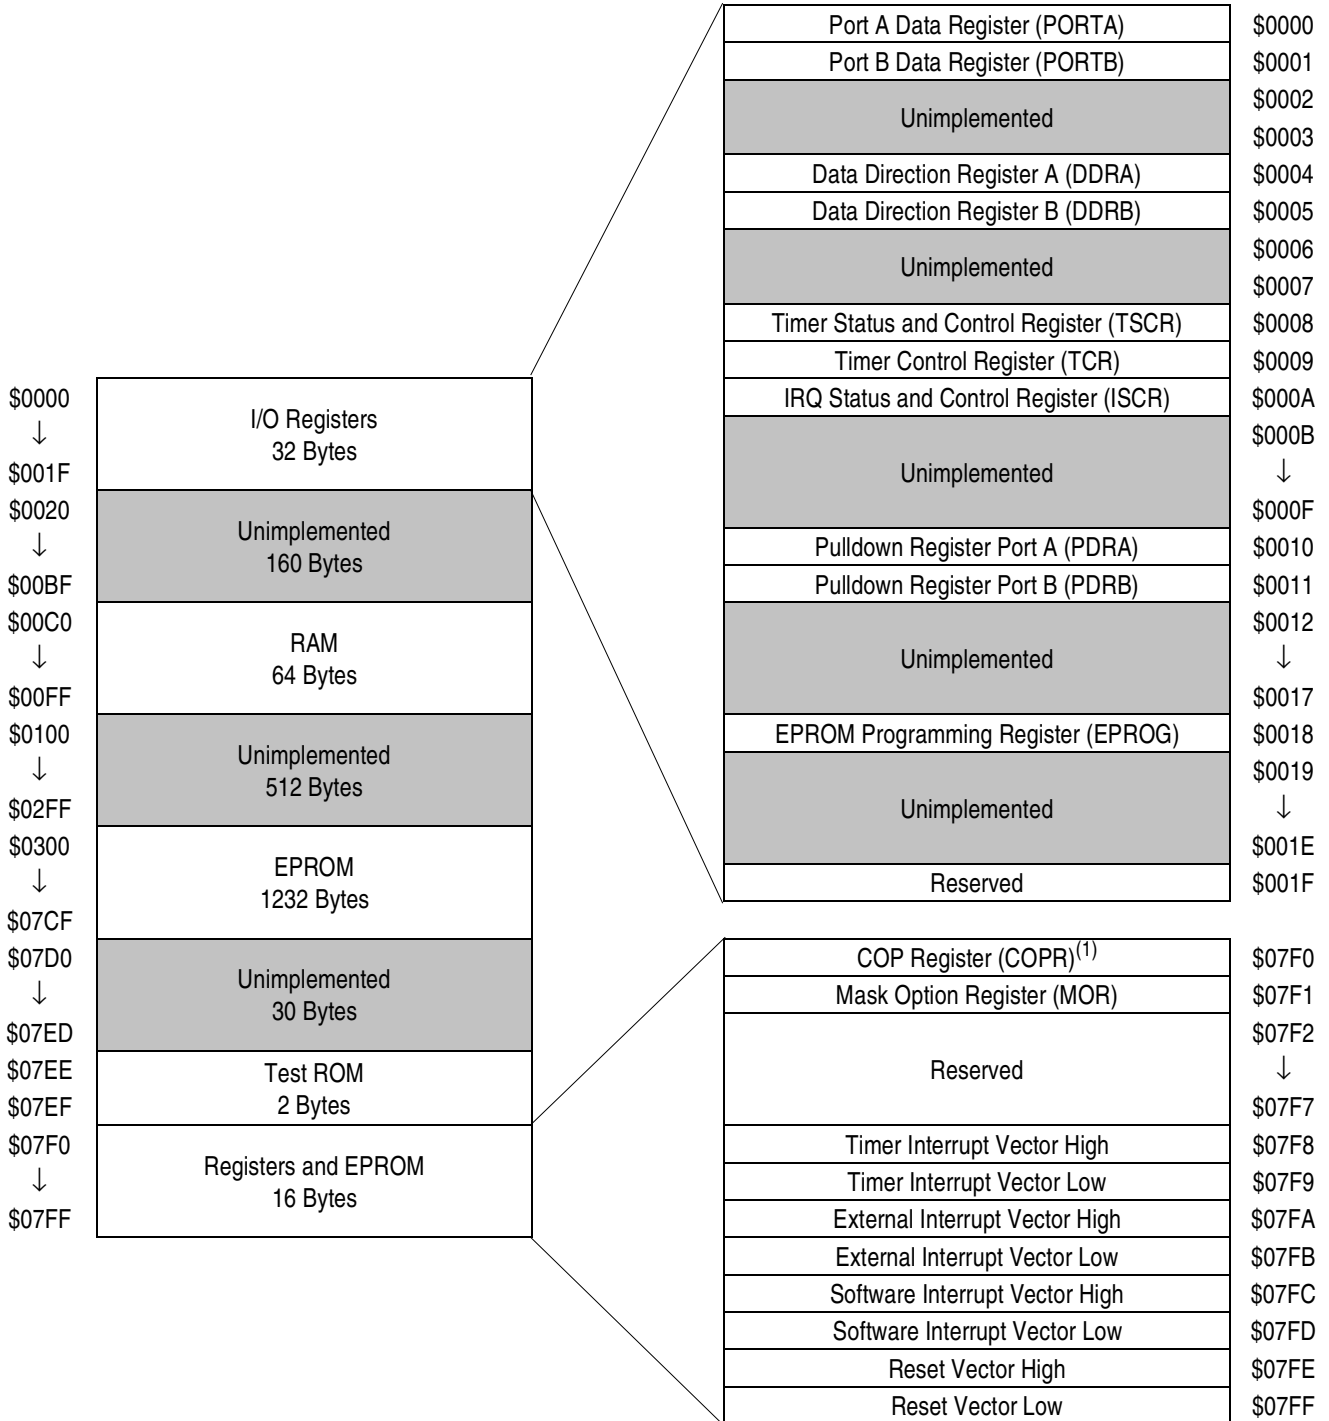 $0000
↓
$001F
I/O Registers
32 Bytes
$0020
↓
$00BF
Unimplemented
160 Bytes
$00C0
↓
$00FF
RAM
64 Bytes
$0100
↓
$02FF
Unimplemented
512 Bytes
$0300
↓
$07CF
EPROM
1232 Bytes
$07D0
↓
$07ED
Unimplemented
30 Bytes
$07EE
$07EF
Test ROM
2 Bytes
$07F0
↓
$07FF
Registers and EPROM
16 Bytes
Port A Data Register (PORTA) $0000
Port B Data Register (PORTB) $0001
Unimplemented
$0002
$0003
Data Direction Register A (DDRA) $0004
Data Direction Register B (DDRB) $0005
Unimplemented
$0006
$0007
Timer Status and Control Register (TSCR) $0008
Timer Control Register (TCR) $0009
IRQ Status and Control Register (ISCR) $000A
Unimplemented
$000B
↓
$000F
Pulldown Register Port A (PDRA) $0010
Pulldown Register Port B (PDRB) $0011
Unimplemented
$0012
↓
$0017
EPROM Programming Register (EPROG) $0018
Unimplemented
$0019
↓
$001E
Reserved $001F
COP Register (COPR)(1) $07F0
Mask Option Register (MOR) $07F1
Reserved
$07F2
↓
$07F7
Timer Interrupt Vector High $07F8
Timer Interrupt Vector Low $07F9
External Interrupt Vector High $07FA
External Interrupt Vector Low $07FB
Software Interrupt Vector High $07FC
Software Interrupt Vector Low $07FD
Reset Vector High $07FE
Reset Vector Low $07FF